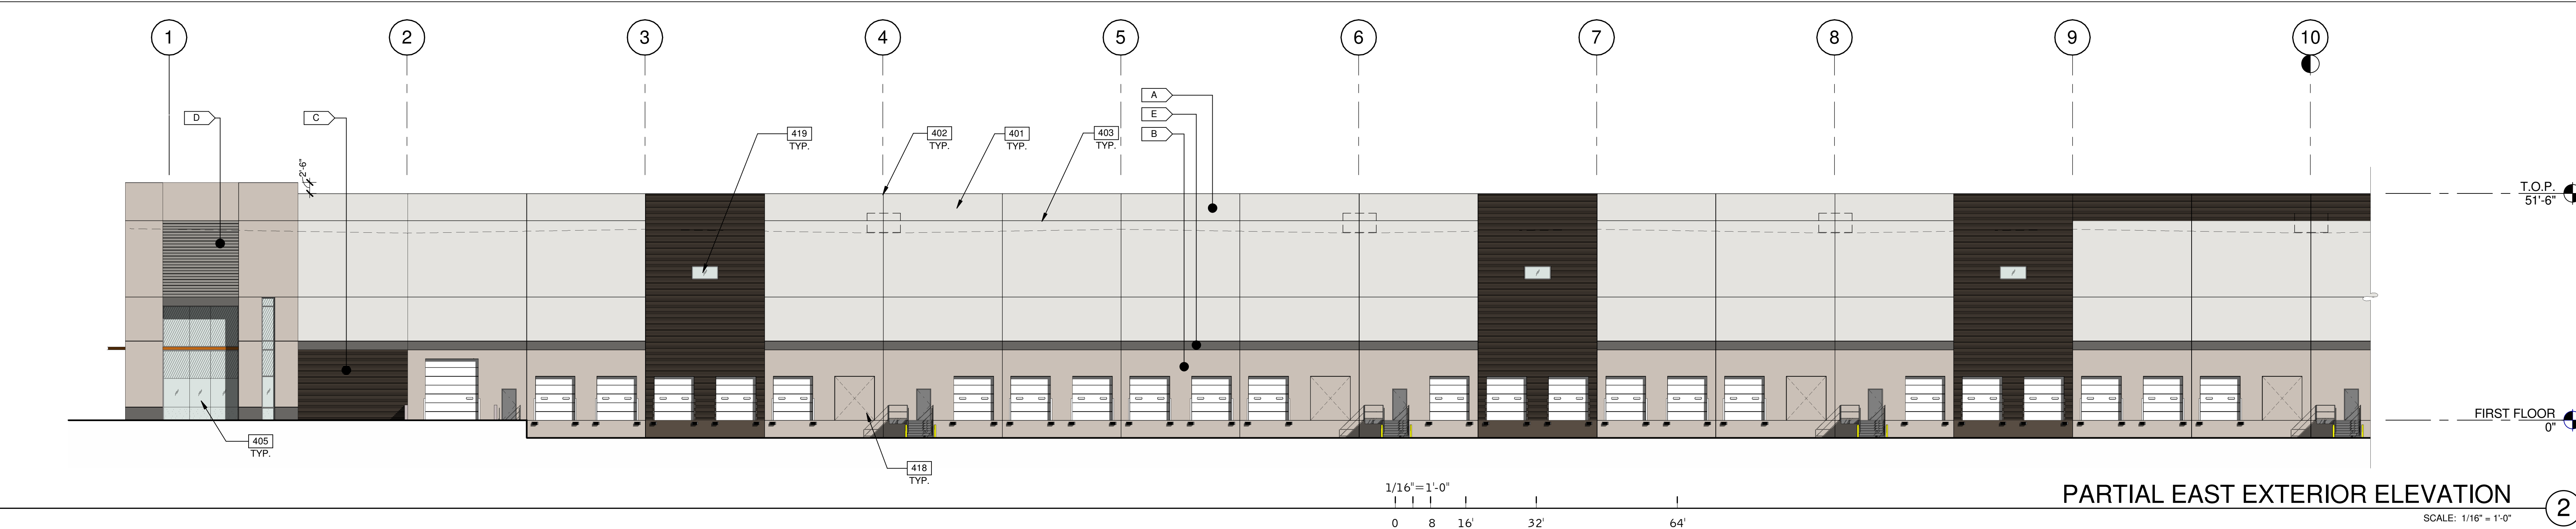 1 2 3 4 5 6 7 8 9 10
A
D C E
B
419 402 401 403
TYP. TYP. TYP. TYP.
2'-6"
T.O.P.
51'-6"
FIRST FLOOR
0"
405
TYP.
418
TYP.
1/16"=1'-0"
0 8 16' 32' 64'
PARTIAL EAST EXTERIOR ELEVATION
SCALE: 1/16" = 1'-0"
2